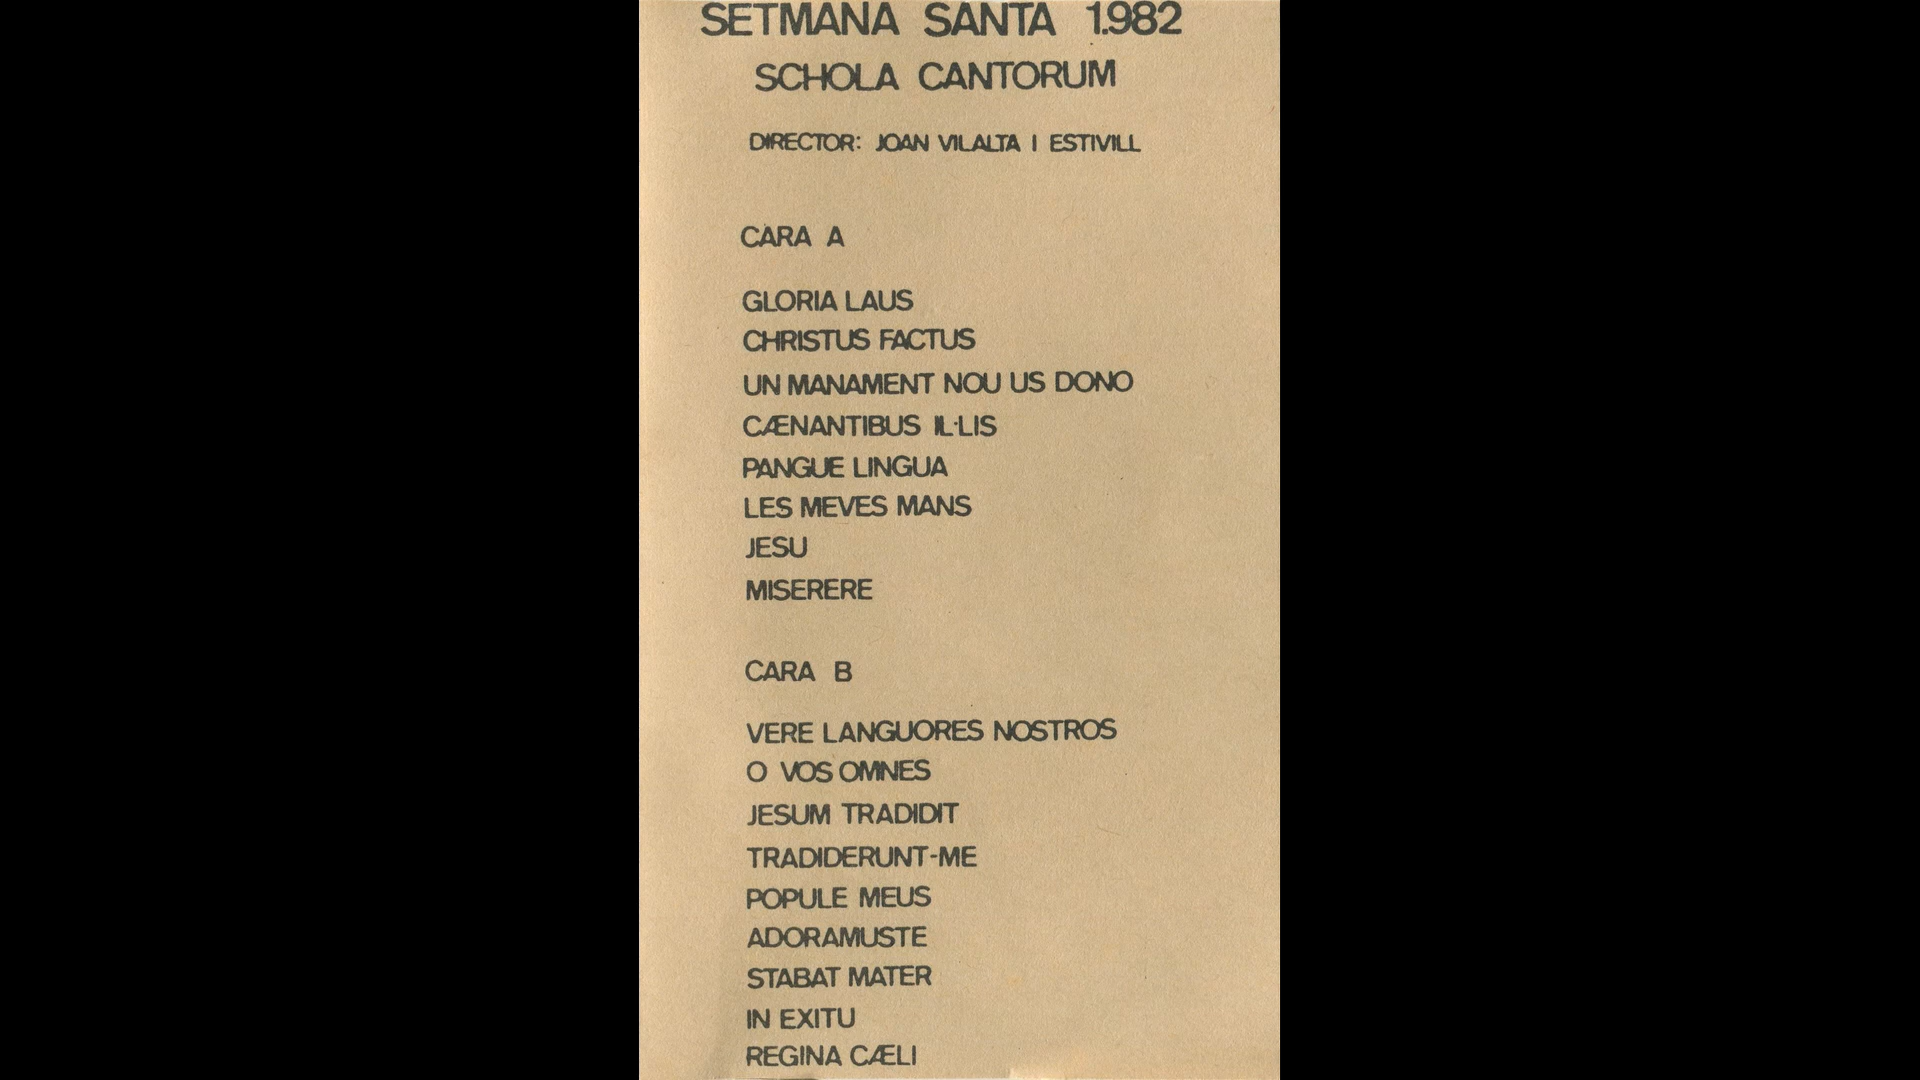 SETMANA SANTA 1.982
SCHOLA CANTORUM
DIRECTOR: JOAN VILALTA I ESTIVILL
CARA A
GLORIA LAUS
CHRISTUS FACTUS
UN MANAMENT NOU US DONO
CÆNANTIBUS IL·LIS
PANGUE LINGUA
LES MEVES MANS
JESU
MISERERE
CARA B
VERE LANGUORES NOSTROS
O VOS OMNES
JESUM TRADIDIT
TRADIDERUNT-ME
POPULE MEUS
ADORAMUSTE
STABAT MATER
IN EXITU
REGINA CÆLI